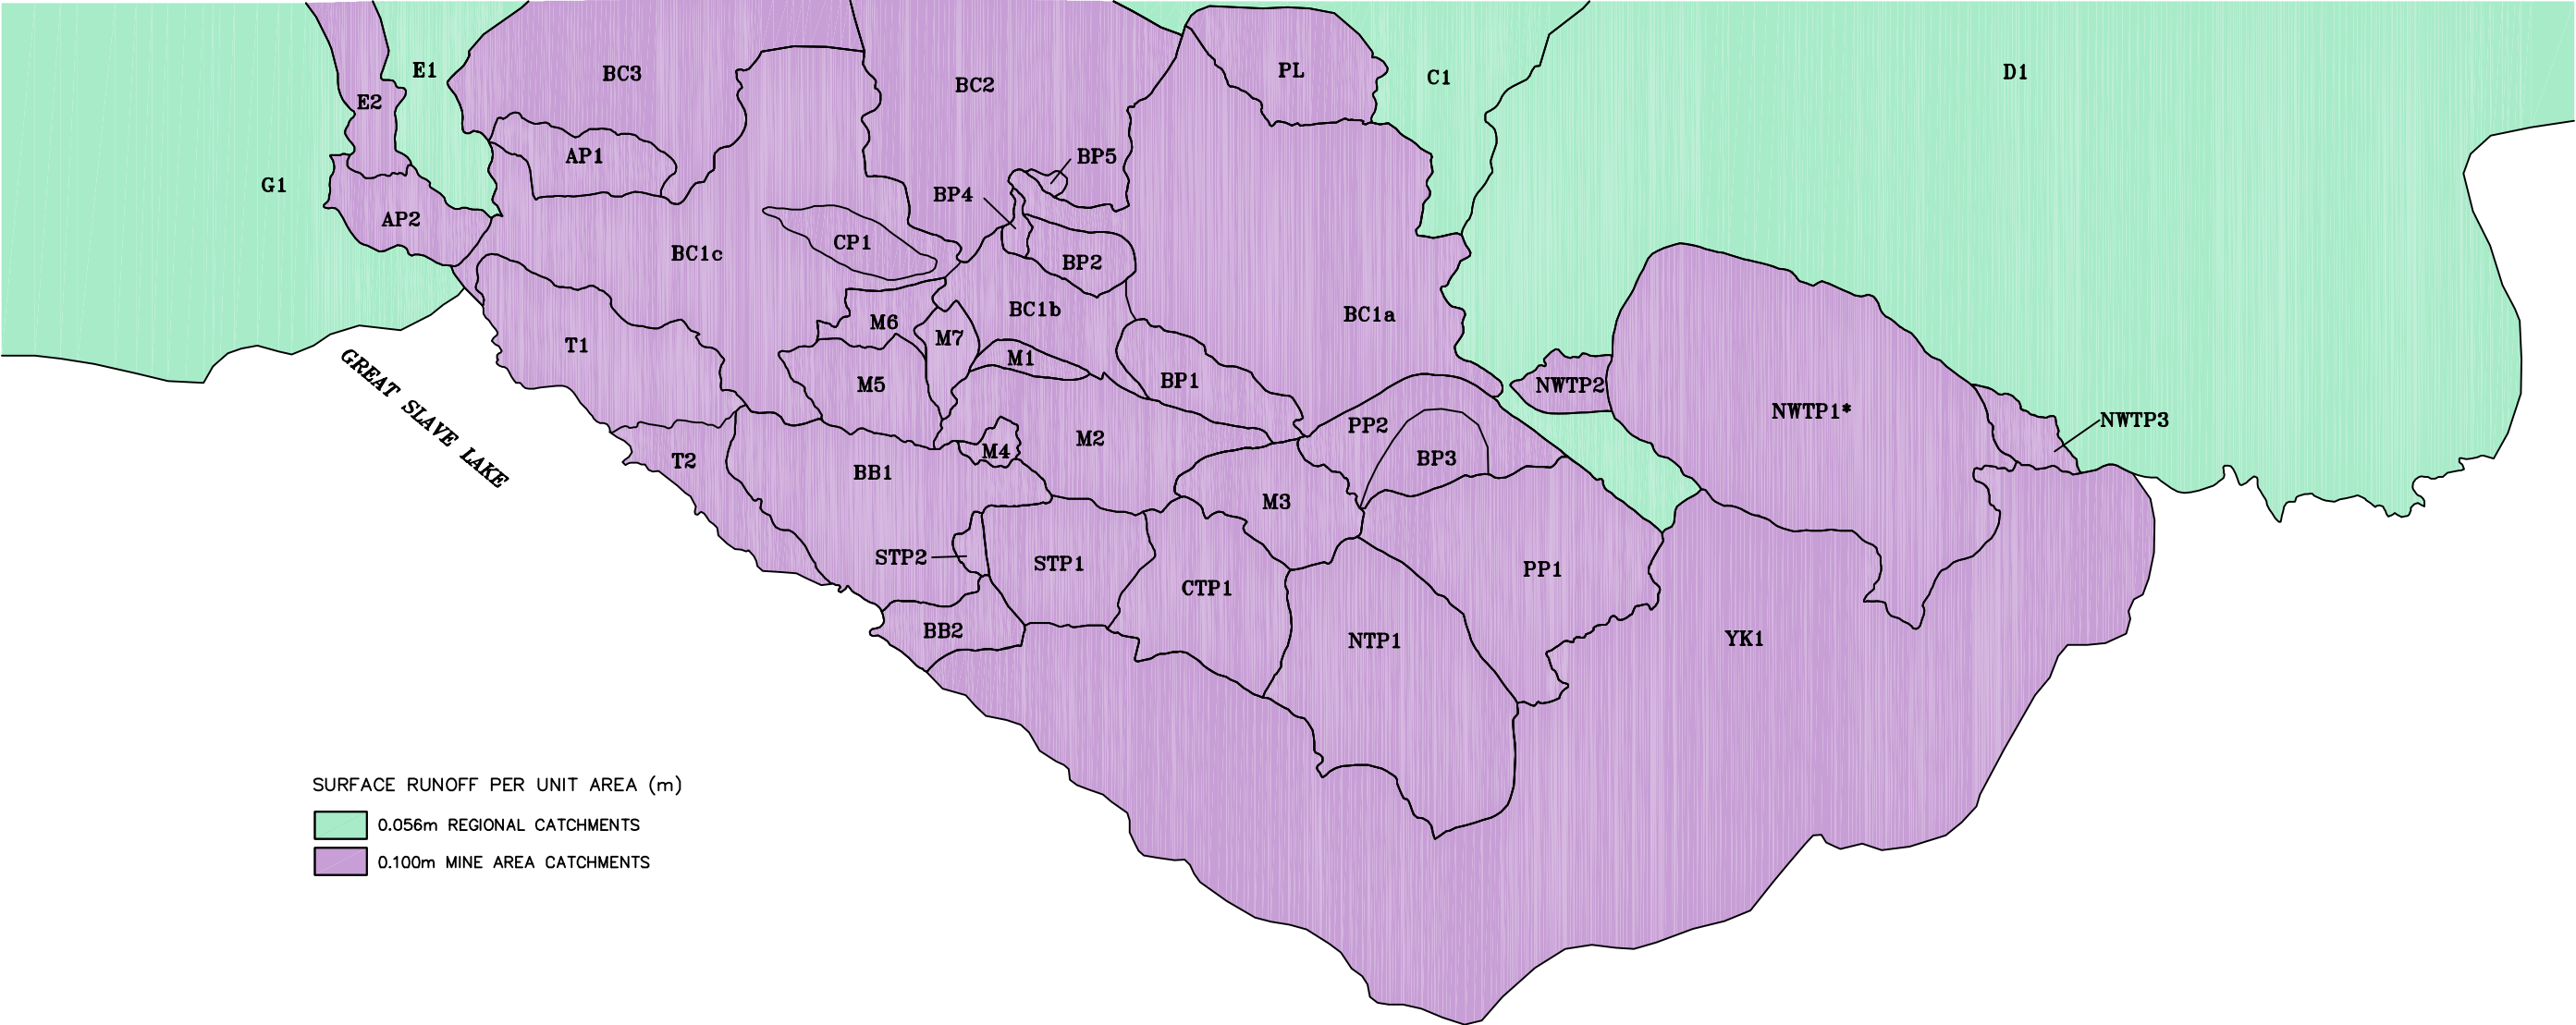 E1
BC3
BC2
PL
C1
D1
E2
AP1
BP5
G1
BP4
AP2
CP1
BC1c
BP2
BC1b
BC1a
M6
M7
T1
M1
M5
BP1
NWTP2
NWTP1*
NWTP3
GREAT SLAVE LAKE
PP2
M2
M4
BP3
T2
BB1
M3
STP2
STP1
CTP1
PP1
BB2
NTP1
YK1
SURFACE RUNOFF PER UNIT AREA (m)
0.056m REGIONAL CATCHMENTS
0.100m MINE AREA CATCHMENTS